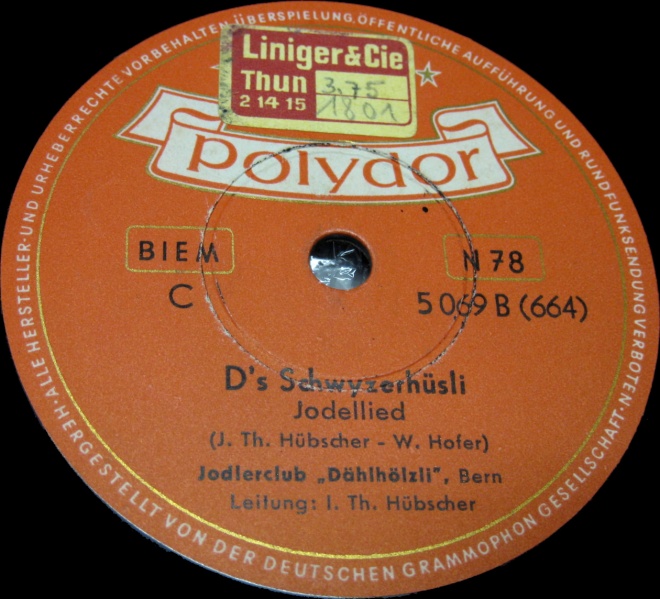 ALLE HERSTELLER-UND URHEBERRECHTE VORBEHALTEN ÜBERSPIELUNG, ÖFFENTLICHE AUFFÜHRUNG UND RUNDFUNKSENDUNG VERBOTEN·
·HERGESTELLT VON DER DEUTSCHEN GRAMMOPHON GESELLSCHAFT·
Liniger&Cie
Thun 3.75
2 14 15 1801
polydor
BIEM N 78
C 5069 B (664)
D's Schwyzerhüsli
Jodellied
(J. Th. Hübscher - W. Hofer)
Jodlerclub „Dählhölzli", Bern
Leitung: I. Th. Hübscher